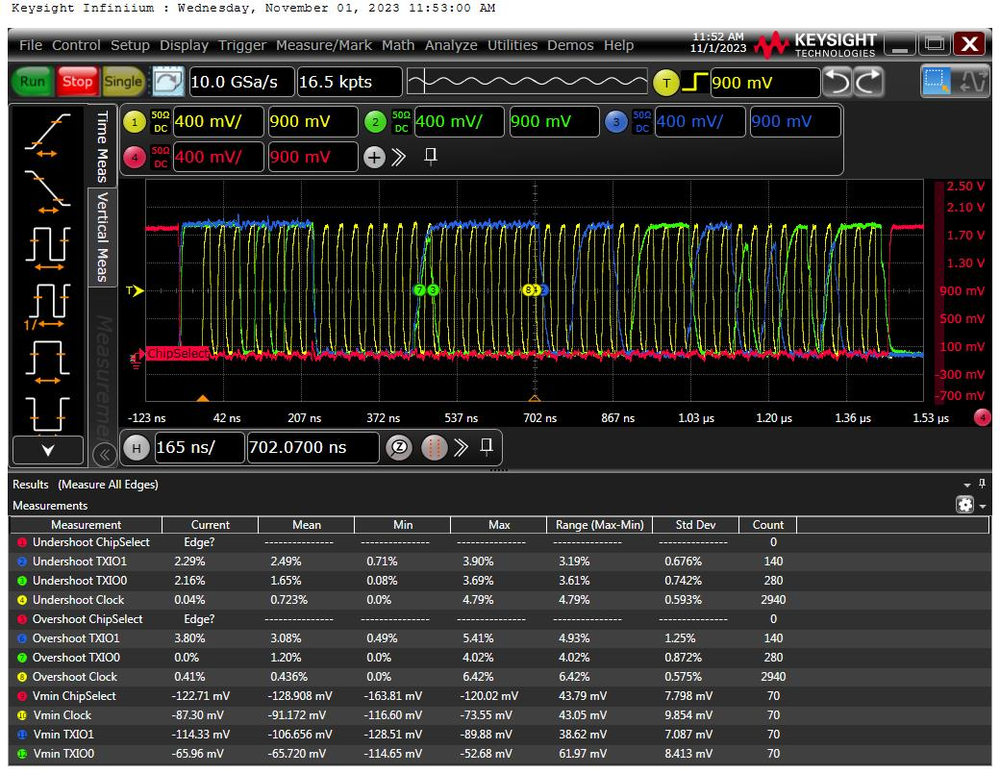 Keysight Infiniium : Wednesday, November 01, 2023 11:53:00 AM
File Control Setup Display Trigger Measure/Mark Math Analyze Utilities Demos Help
11:52 AM
11/1/2023
KEYSIGHT
TECHNOLOGIES
X
Run Stop Single 10.0 GSa/s 16.5 kpts T 900 mV
1 50Ω DC 400 mV/ 900 mV 2 50Ω DC 400 mV/ 900 mV 3 50Ω DC 400 mV/ 900 mV
4 50Ω DC 400 mV/ 900 mV +
Time Meas
Vertical Meas
Measurement
1/
2.50 V
2.10 V
1.70 V
1.30 V
T 7 3 8 2 900 mV
500 mV
ChipSelect 100 mV
-300 mV
-700 mV
-123 ns 42 ns 207 ns 372 ns 537 ns 702 ns 867 ns 1.03 µs 1.20 µs 1.36 µs 1.53 µs 4
H 165 ns/ 702.0700 ns Z
Results (Measure All Edges)
Measurements
Measurement Current Mean Min Max Range (Max-Min) Std Dev Count
1 Undershoot ChipSelect Edge? --------------- --------------- --------------- --------------- --------------- 0
2 Undershoot TXIO1 2.29% 2.49% 0.71% 3.90% 3.19% 0.676% 140
3 Undershoot TXIO0 2.16% 1.65% 0.08% 3.69% 3.61% 0.742% 280
4 Undershoot Clock 0.04% 0.723% 0.0% 4.79% 4.79% 0.593% 2940
5 Overshoot ChipSelect Edge? --------------- --------------- --------------- --------------- --------------- 0
6 Overshoot TXIO1 3.80% 3.08% 0.49% 5.41% 4.93% 1.25% 140
7 Overshoot TXIO0 0.0% 1.20% 0.0% 4.02% 4.02% 0.872% 280
8 Overshoot Clock 0.41% 0.436% 0.0% 6.42% 6.42% 0.575% 2940
9 Vmin ChipSelect -122.71 mV -128.908 mV -163.81 mV -120.02 mV 43.79 mV 7.798 mV 70
10 Vmin Clock -87.30 mV -91.172 mV -116.60 mV -73.55 mV 43.05 mV 9.854 mV 70
11 Vmin TXIO1 -114.33 mV -106.656 mV -128.51 mV -89.88 mV 38.62 mV 7.087 mV 70
12 Vmin TXIO0 -65.96 mV -65.720 mV -114.65 mV -52.68 mV 61.97 mV 8.413 mV 70